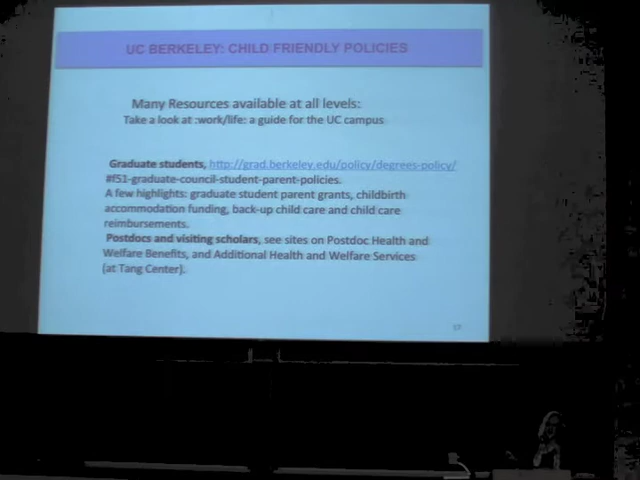 UC BERKELEY: CHILD FRIENDLY POLICIES
Many Resources available at all levels:
Take a look at :work/life: a guide for the UC campus
Graduate students, http://grad.berkeley.edu/policy/degrees-policy/
#f51-graduate-council-student-parent-policies.
A few highlights: graduate student parent grants, childbirth
accommodation funding, back-up child care and child care
reimbursements.
Postdocs and visiting scholars, see sites on Postdoc Health and
Welfare Benefits, and Additional Health and Welfare Services
(at Tang Center).